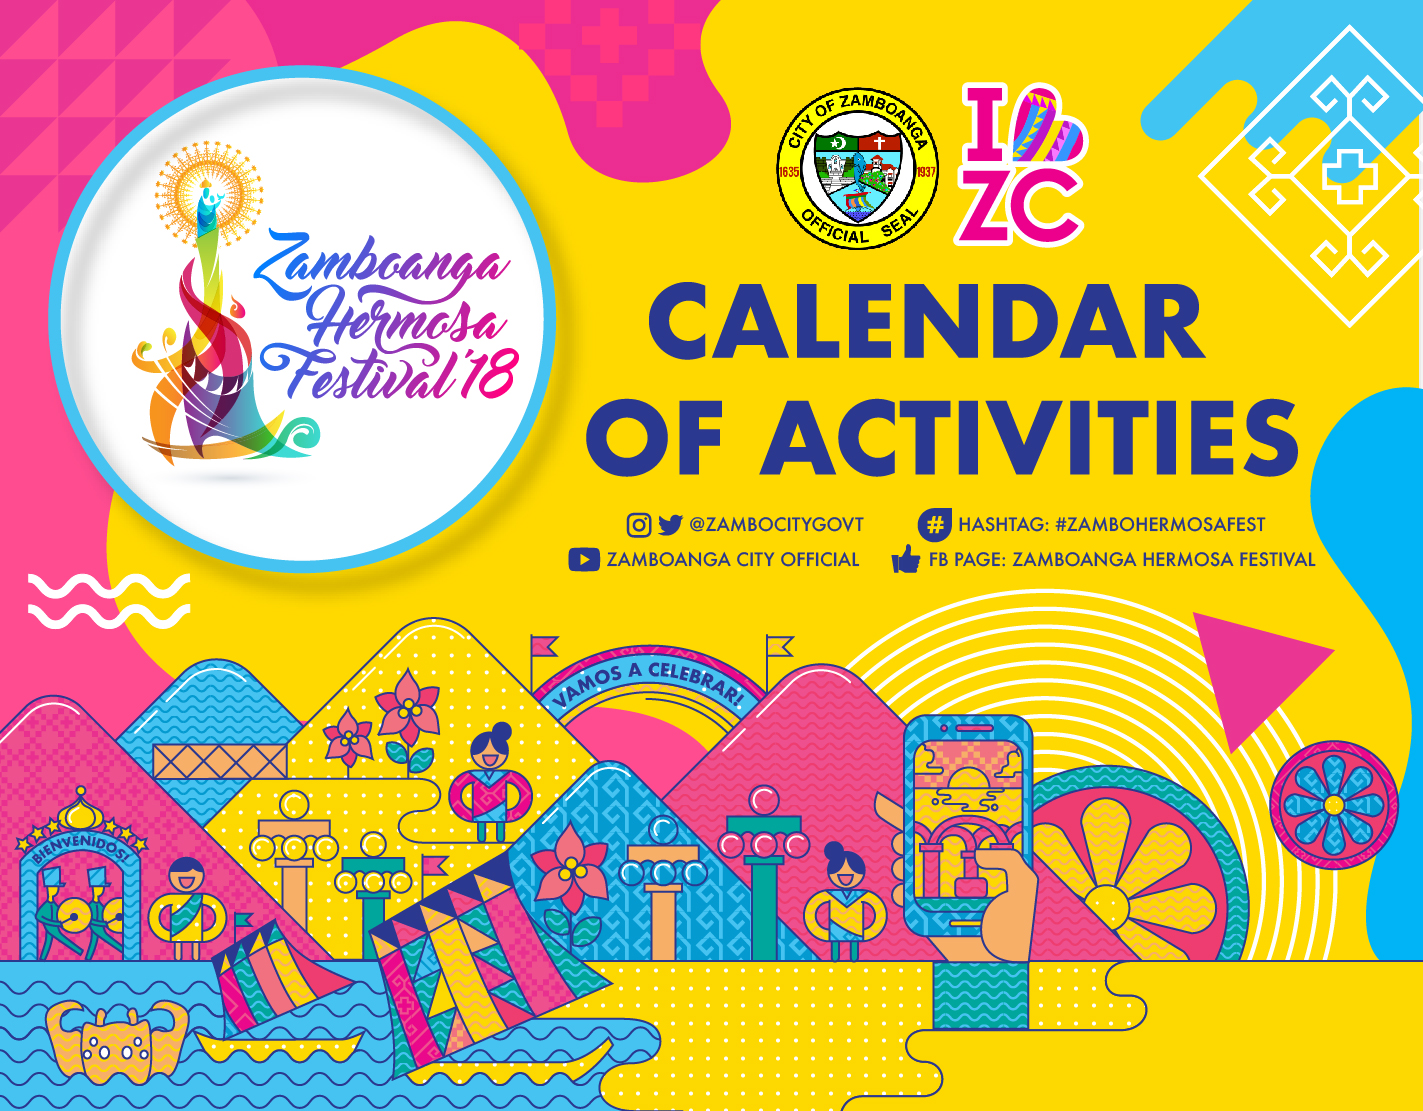 Zamboanga
Hermosa
Festival '18
CITY OF ZAMBOANGA
1635
1937
OFFICIAL SEAL
I
ZC
CALENDAR
OF ACTIVITIES
@ZAMBOCITYGOVT
# HASHTAG: #ZAMBOHERMOSAFEST
ZAMBOANGA CITY OFFICIAL
FB PAGE: ZAMBOANGA HERMOSA FESTIVAL
VAMOS A CELEBRAR!
BIENVENIDOS!